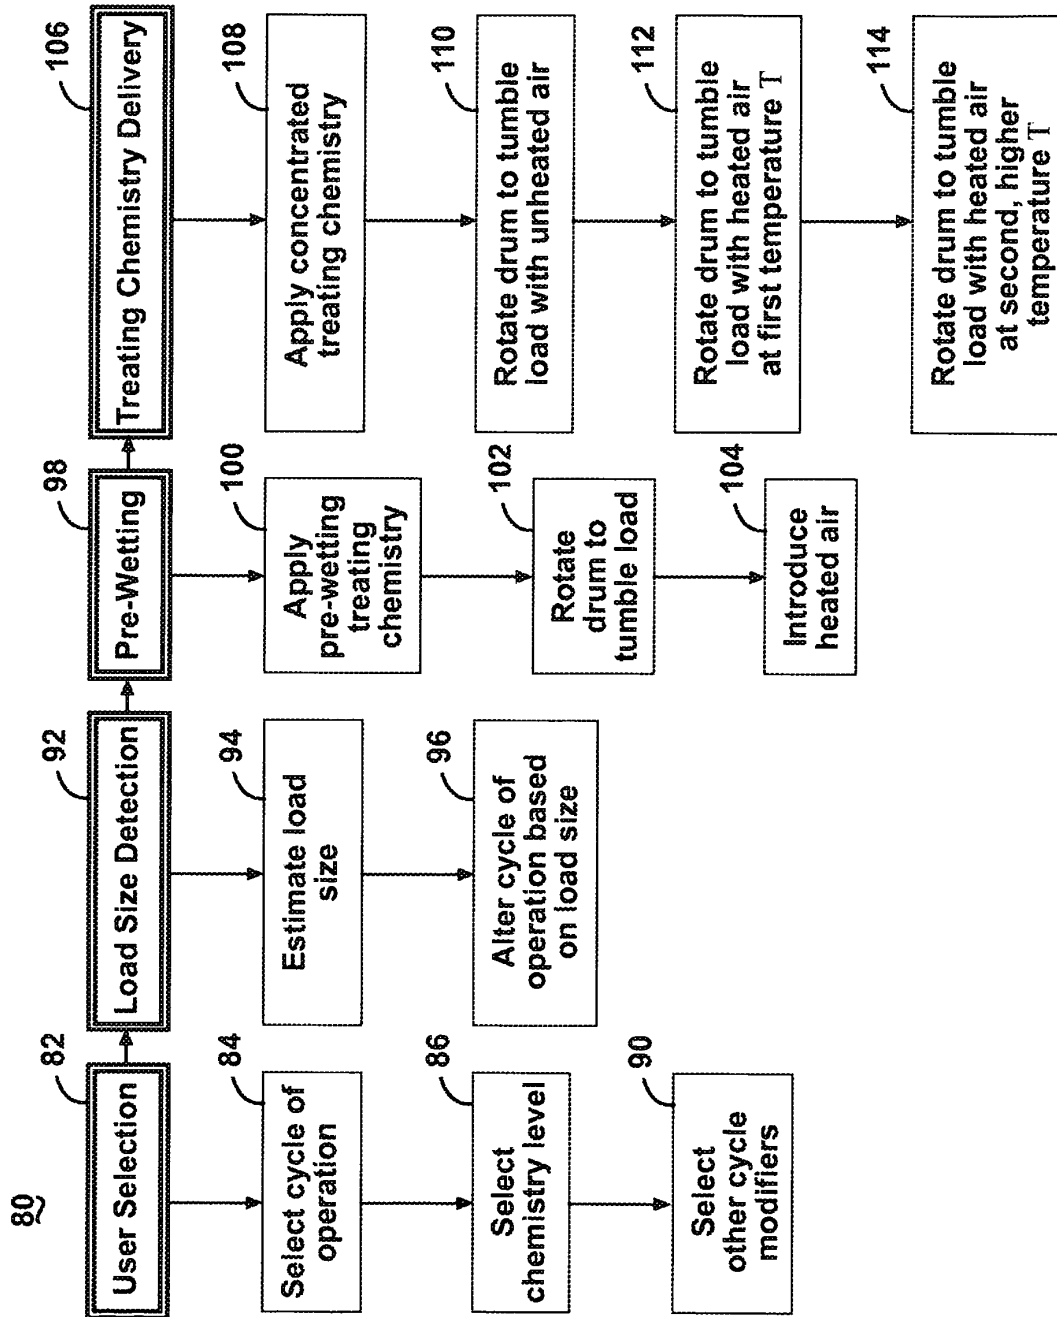 80
82
User Selection
84
Select cycle of
operation
86
Select
chemistry level
90
Select
other cycle
modifiers
92
Load Size Detection
94
Estimate load
size
96
Alter cycle of
operation based
on load size
98
Pre-Wetting
100
Apply
pre-wetting
treating
chemistry
102
Rotate
drum to
tumble load
104
Introduce
heated air
106
Treating Chemistry Delivery
108
Apply concentrated
treating chemistry
110
Rotate drum to tumble
load with unheated air
112
Rotate drum to tumble
load with heated air
at first temperature T
114
Rotate drum to tumble
load with heated air
at second, higher
temperature T